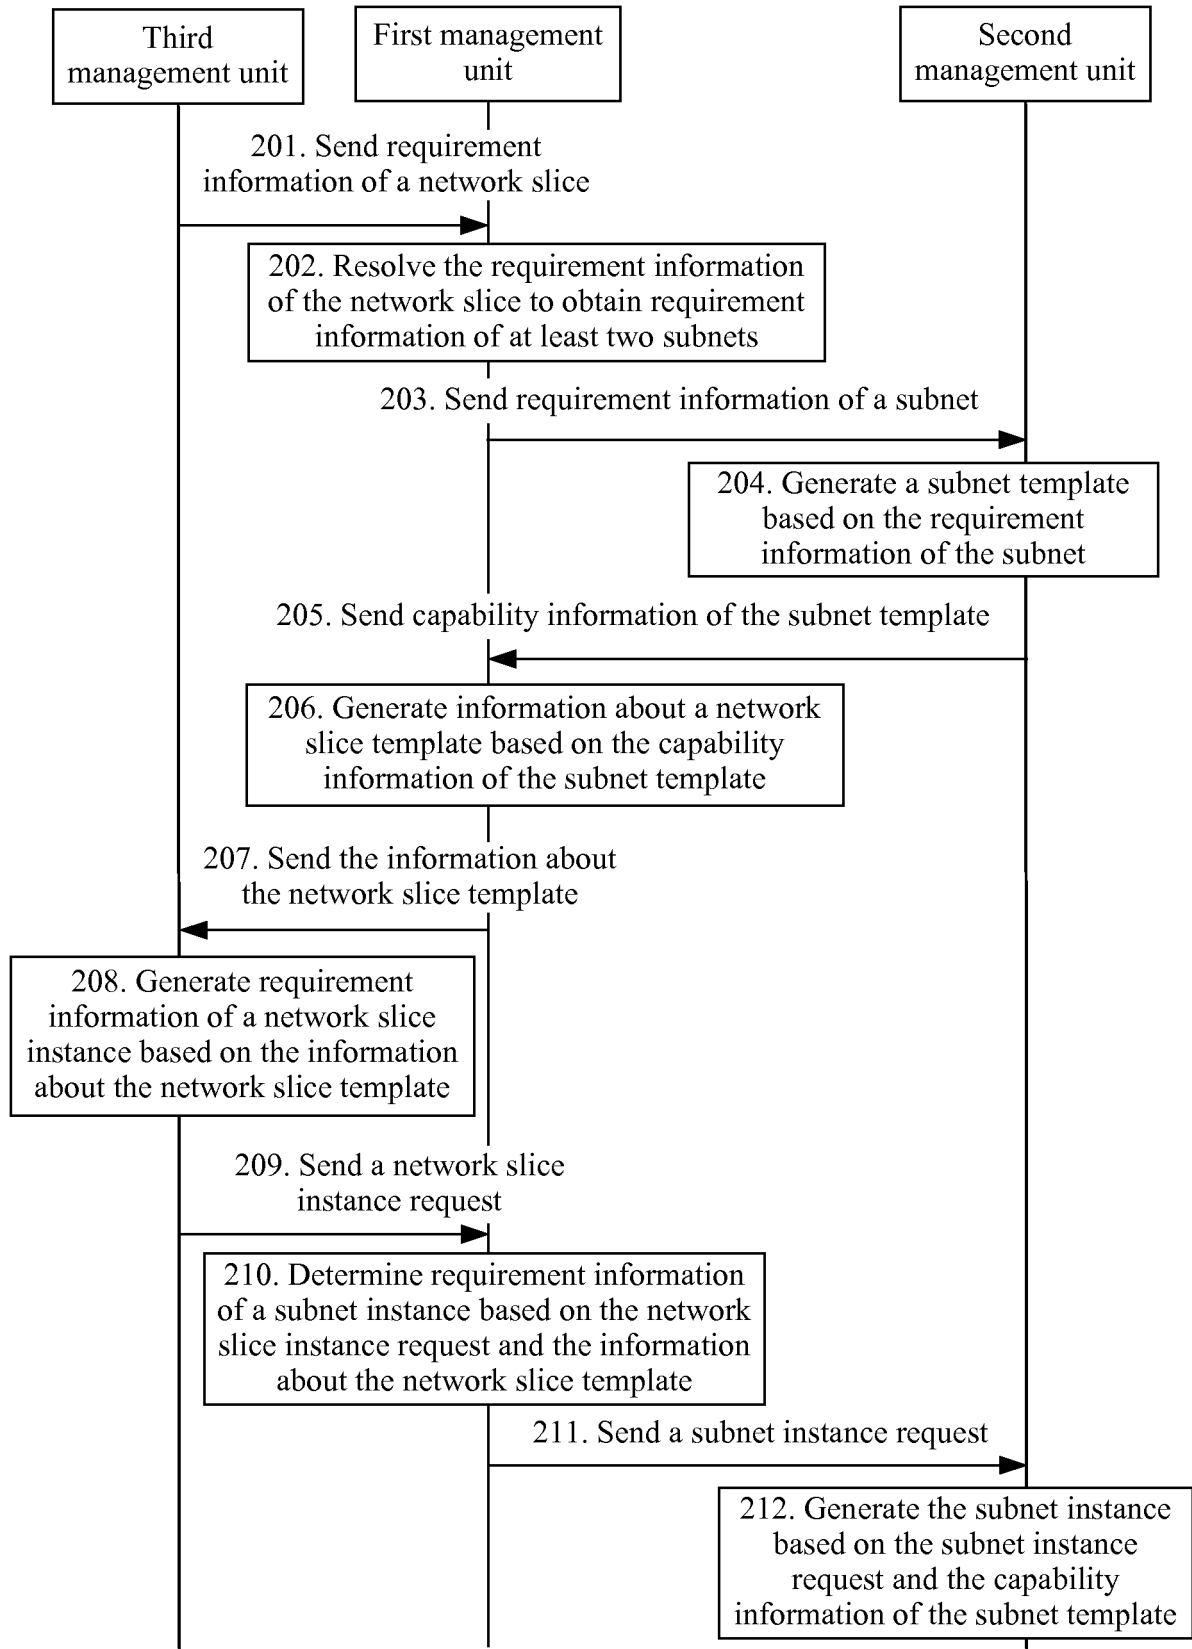 Third
management unit
First management
unit
Second
management unit
201. Send requirement
information of a network slice
202. Resolve the requirement information
of the network slice to obtain requirement
information of at least two subnets
203. Send requirement information of a subnet
204. Generate a subnet template
based on the requirement
information of the subnet
205. Send capability information of the subnet template
206. Generate information about a network
slice template based on the capability
information of the subnet template
207. Send the information about
the network slice template
208. Generate requirement
information of a network slice
instance based on the information
about the network slice template
209. Send a network slice
instance request
210. Determine requirement information
of a subnet instance based on the network
slice instance request and the information
about the network slice template
211. Send a subnet instance request
212. Generate the subnet instance
based on the subnet instance
request and the capability
information of the subnet template